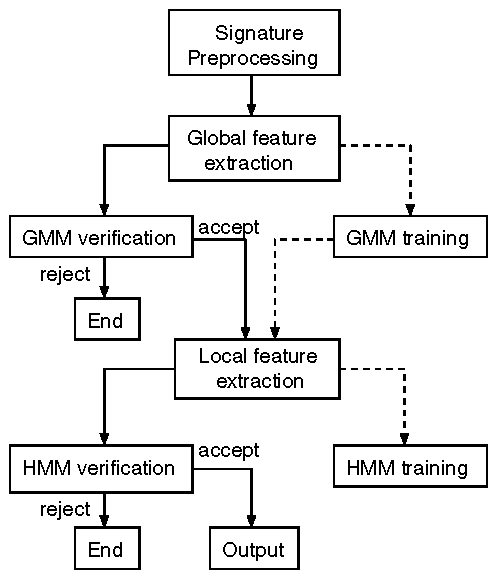 Signature
Preprocessing
Global feature
extraction
GMM verification
accept
GMM training
reject
End
Local feature
extraction
HMM verification
accept
HMM training
reject
End
Output